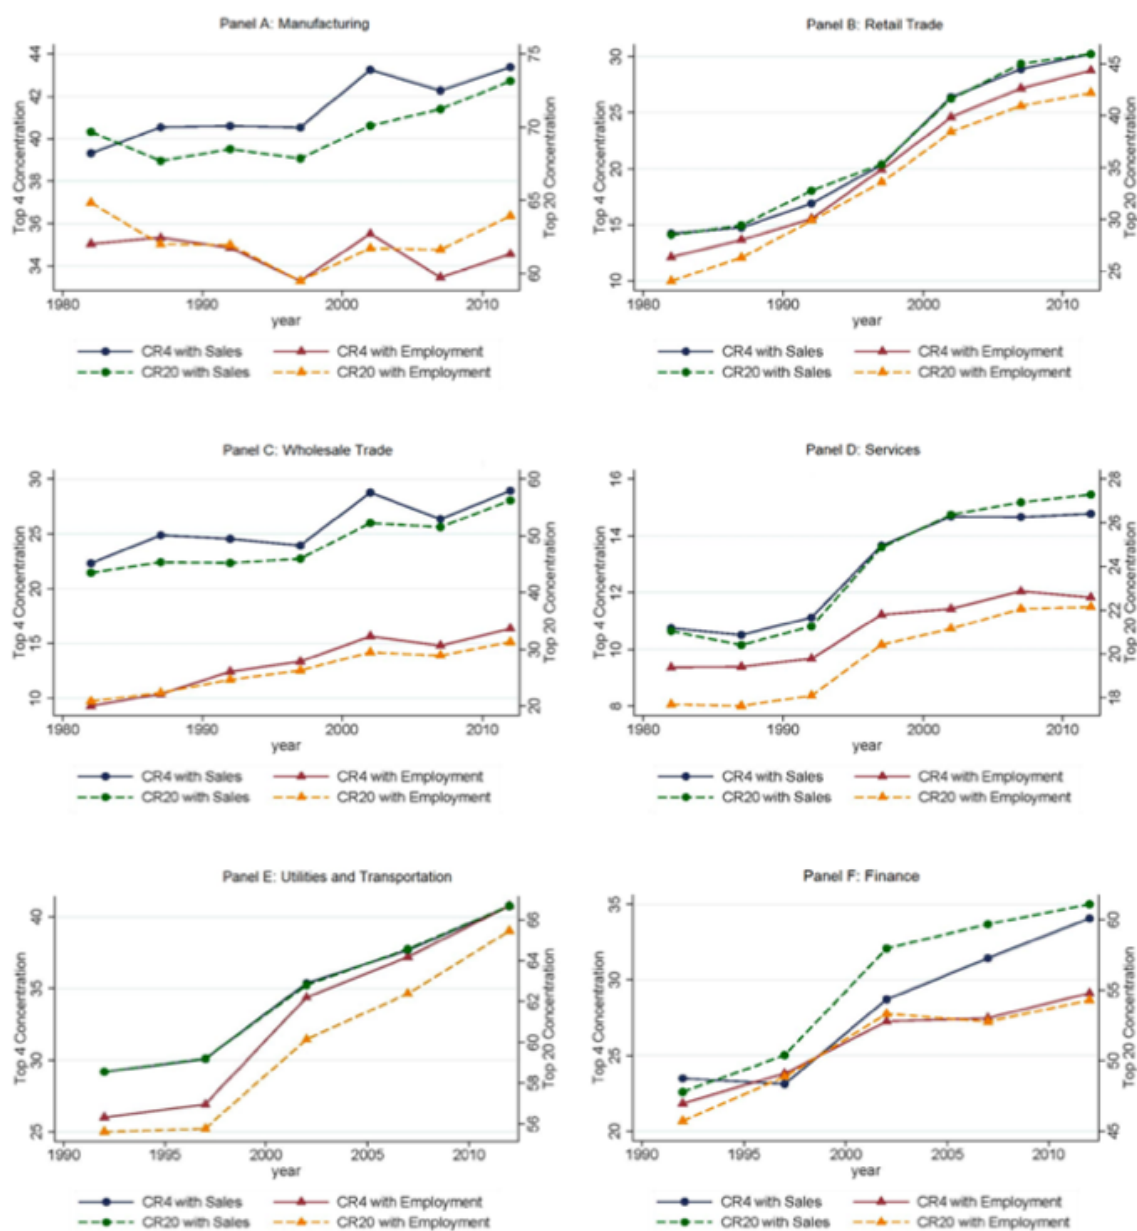 Panel A: Manufacturing
Top 4 Concentration
44
42
40
38
36
34
75
70
65
60
Top 20 Concentration
1980 1990 2000 2010
year
CR4 with Sales CR4 with Employment
CR20 with Sales CR20 with Employment
Panel B: Retail Trade
Top 4 Concentration
30
25
20
15
10
45
40
35
30
25
Top 20 Concentration
1980 1990 2000 2010
year
CR4 with Sales CR4 with Employment
CR20 with Sales CR20 with Employment
Panel C: Wholesale Trade
Top 4 Concentration
30
25
20
15
10
60
50
40
30
20
Top 20 Concentration
1980 1990 2000 2010
year
CR4 with Sales CR4 with Employment
CR20 with Sales CR20 with Employment
Panel D: Services
Top 4 Concentration
16
14
12
10
8
28
26
24
22
20
18
Top 20 Concentration
1980 1990 2000 2010
year
CR4 with Sales CR4 with Employment
CR20 with Sales CR20 with Employment
Panel E: Utilities and Transportation
Top 4 Concentration
40
35
30
25
66
64
62
60
58
56
Top 20 Concentration
1990 1995 2000 2005 2010
year
CR4 with Sales CR4 with Employment
CR20 with Sales CR20 with Employment
Panel F: Finance
Top 4 Concentration
35
30
25
20
60
55
50
45
Top 20 Concentration
1990 1995 2000 2005 2010
year
CR4 with Sales CR4 with Employment
CR20 with Sales CR20 with Employment